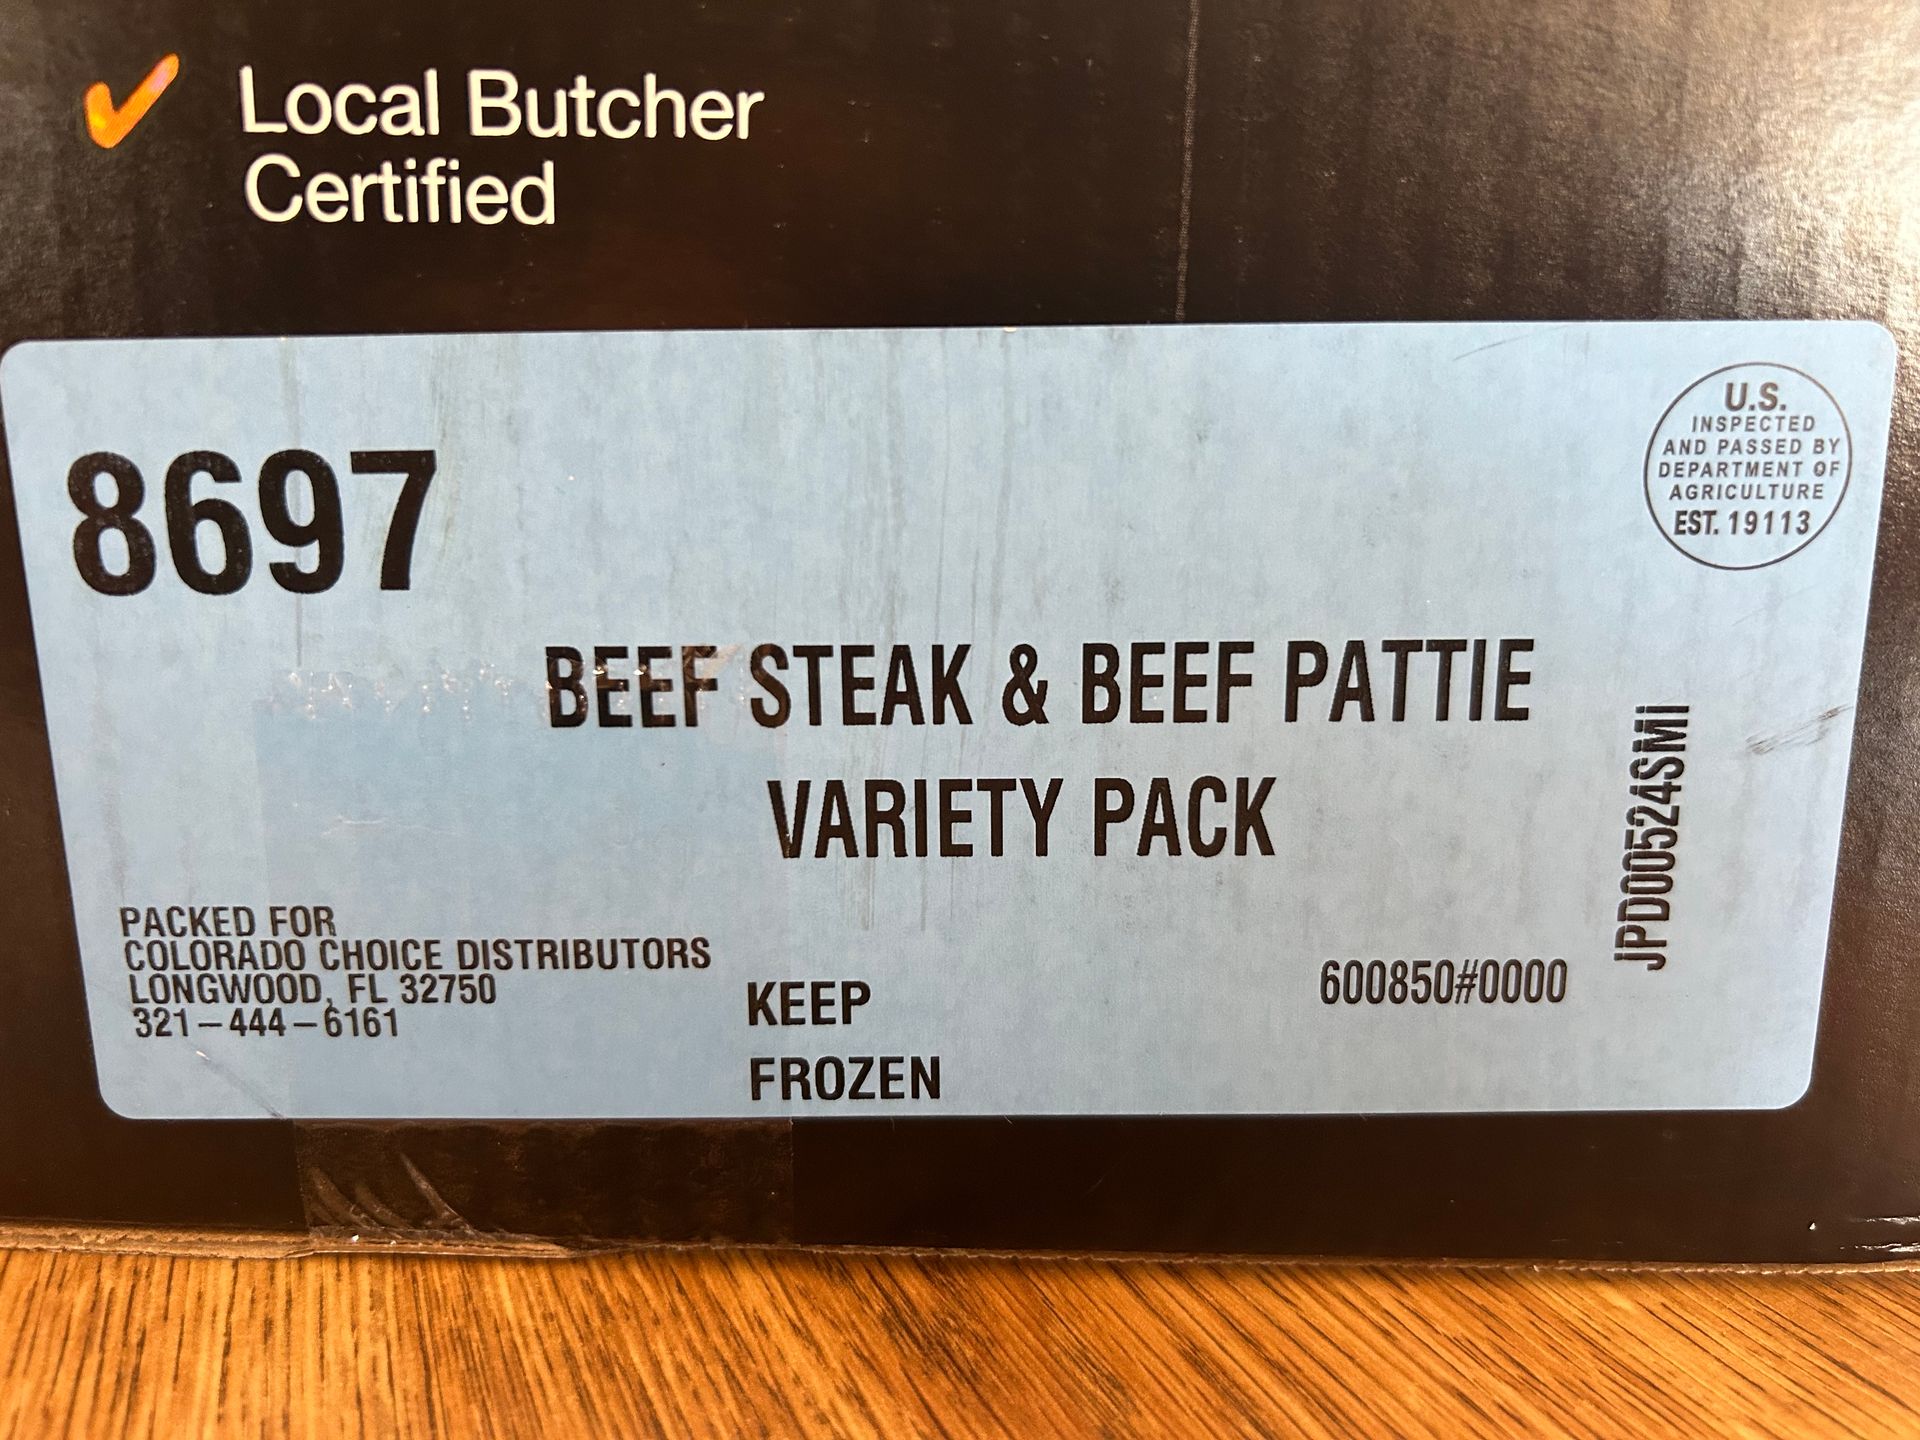 Local Butcher
Certified
8697
U.S.
INSPECTED
AND PASSED BY
DEPARTMENT OF
AGRICULTURE
EST. 19113
BEEF STEAK & BEEF PATTIE
VARIETY PACK
JPD00524SMI
PACKED FOR
COLORADO CHOICE DISTRIBUTORS
LONGWOOD, FL 32750
321-444-6161
KEEP
FROZEN
600850#0000